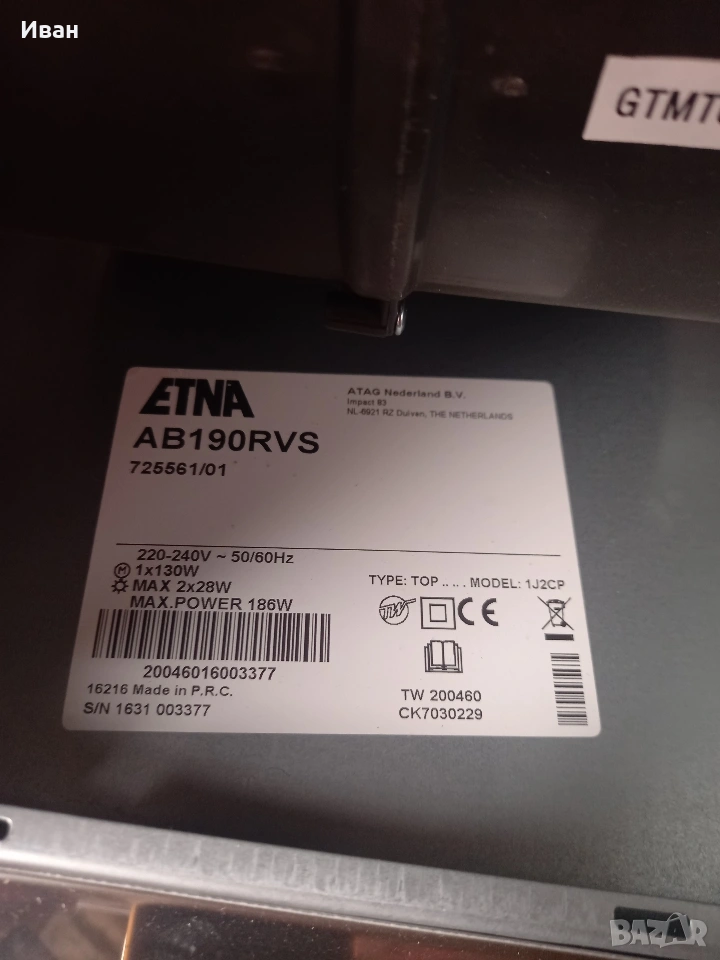 Иван
GTMT
ETNA
AB190RVS
725561/01
ATAG Nederland B.V.
Impact 83
NL-6921 RZ Duiven, THE NETHERLANDS
220-240V ~ 50/60Hz
M 1x130W
MAX 2x28W
MAX.POWER 186W
TYPE: TOP .. .. . MODEL: 1J2CP
CE
20046016003377
16216 Made in P.R.C.
S/N 1631 003377
TW 200460
CK7030229
BAZAR